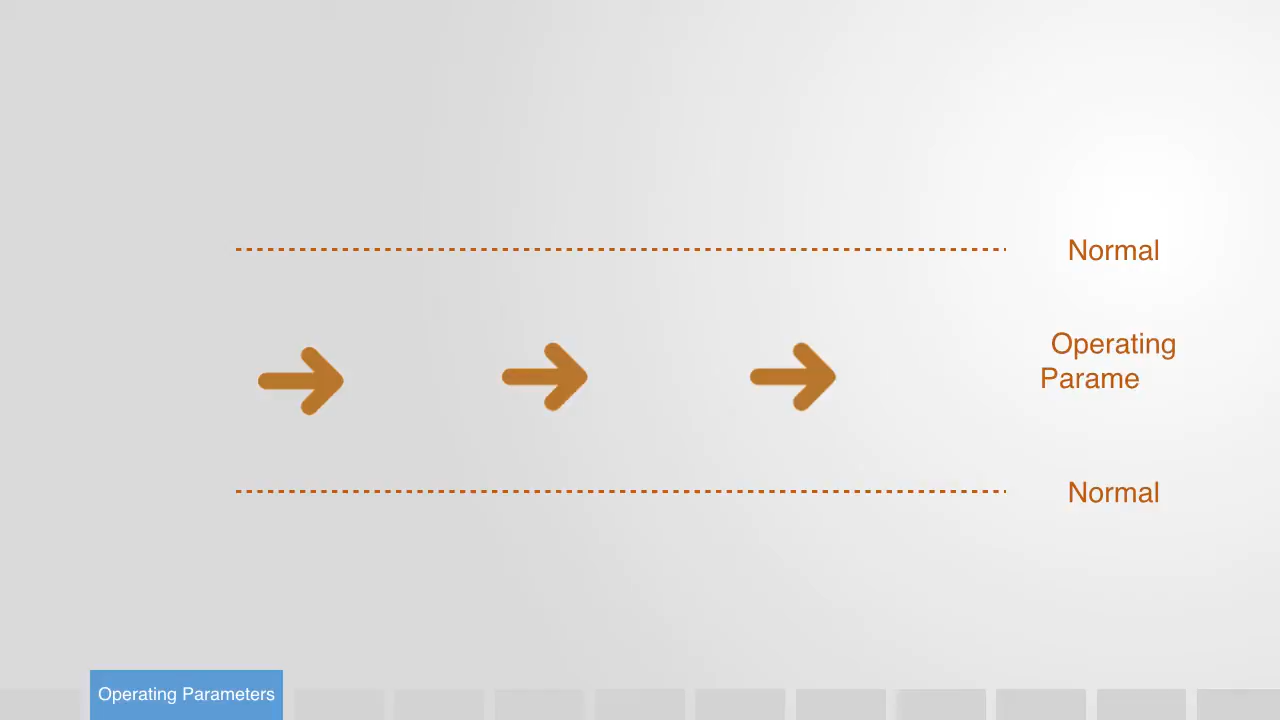 Normal
Operating
Parame
Normal
Operating Parameters